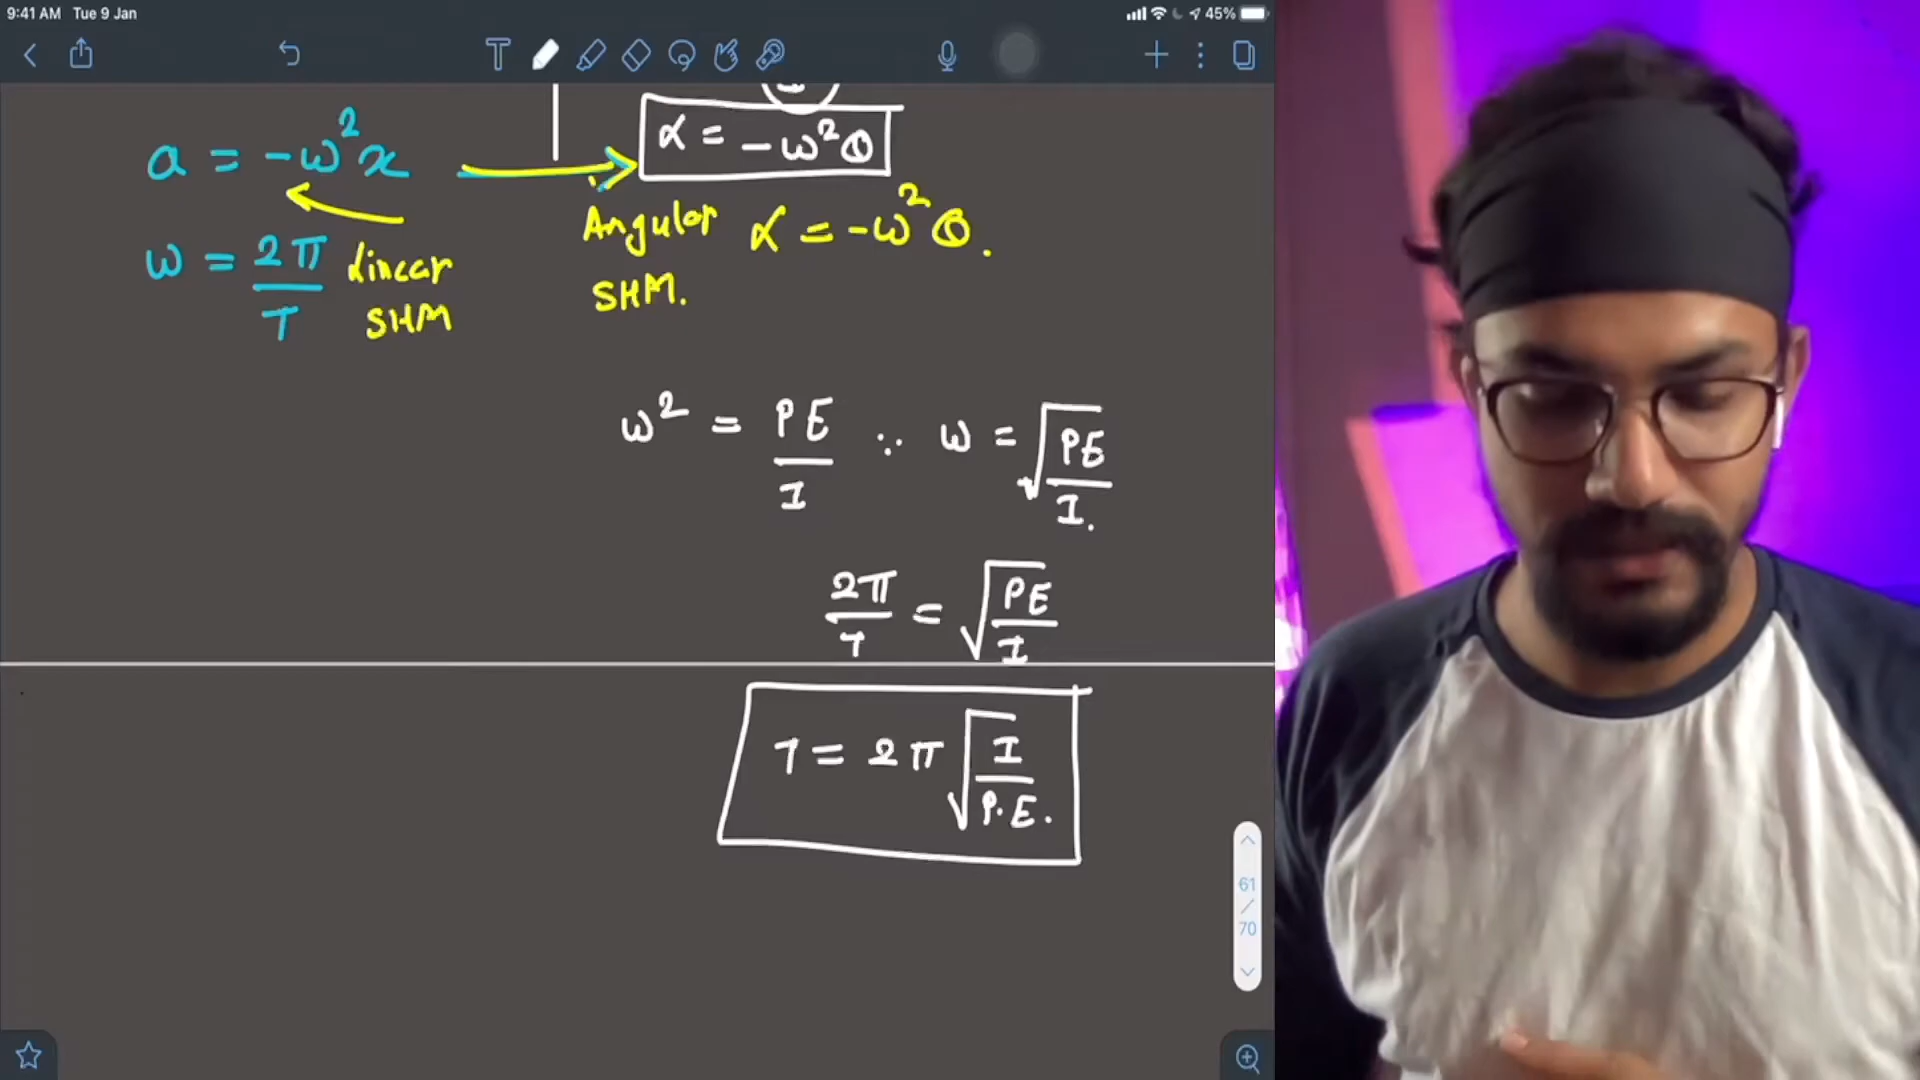 9:41 AM Tue 9 Jan
45%
α = -ω²θ
a = -ω²x
Angular SHM.
α = -ω²θ.
ω = 2π/T
Linear SHM
ω² = PE/I ∵ ω = √(PE/I).
2π/T = √(PE/I)
T = 2π √(I/P.E.)
61
/
70